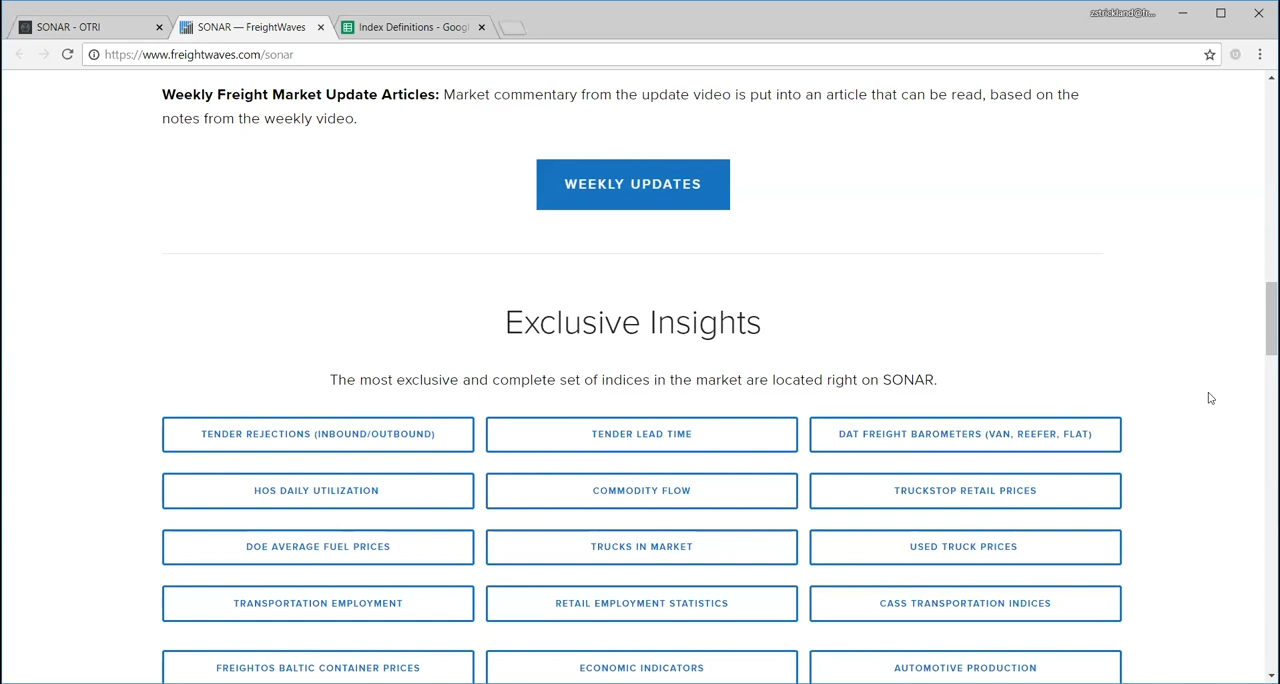 SONAR - OTRI
SONAR — FreightWaves
Index Definitions - Googl
https://www.freightwaves.com/sonar
Weekly Freight Market Update Articles: Market commentary from the update video is put into an article that can be read, based on the
notes from the weekly video.
WEEKLY UPDATES
Exclusive Insights
The most exclusive and complete set of indices in the market are located right on SONAR.
TENDER REJECTIONS (INBOUND/OUTBOUND)
TENDER LEAD TIME
DAT FREIGHT BAROMETERS (VAN, REEFER, FLAT)
HOS DAILY UTILIZATION
COMMODITY FLOW
TRUCKSTOP RETAIL PRICES
DOE AVERAGE FUEL PRICES
TRUCKS IN MARKET
USED TRUCK PRICES
TRANSPORTATION EMPLOYMENT
RETAIL EMPLOYMENT STATISTICS
CASS TRANSPORTATION INDICES
FREIGHTOS BALTIC CONTAINER PRICES
ECONOMIC INDICATORS
AUTOMOTIVE PRODUCTION